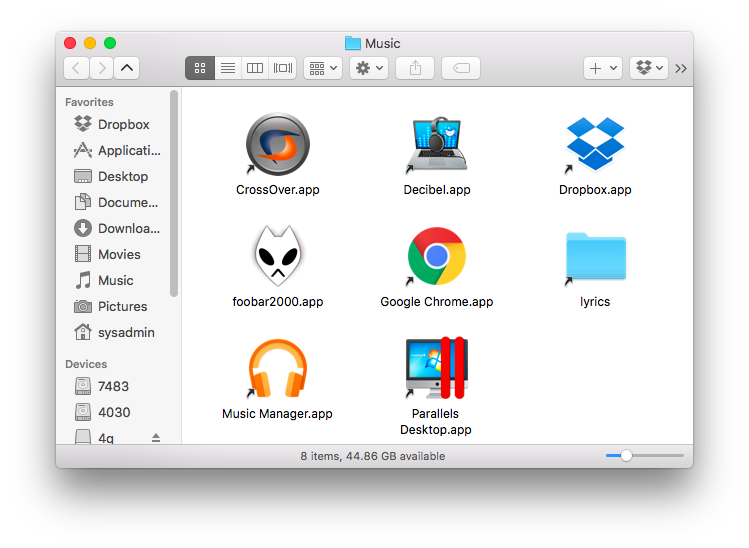 Music
Favorites
Dropbox
Applicati...
Desktop
Docume...
Downloa...
Movies
Music
Pictures
sysadmin
Devices
7483
4030
4g
CrossOver.app
Decibel.app
Dropbox.app
foobar2000.app
Google Chrome.app
lyrics
Music Manager.app
Parallels
Desktop.app
8 items, 44.86 GB available